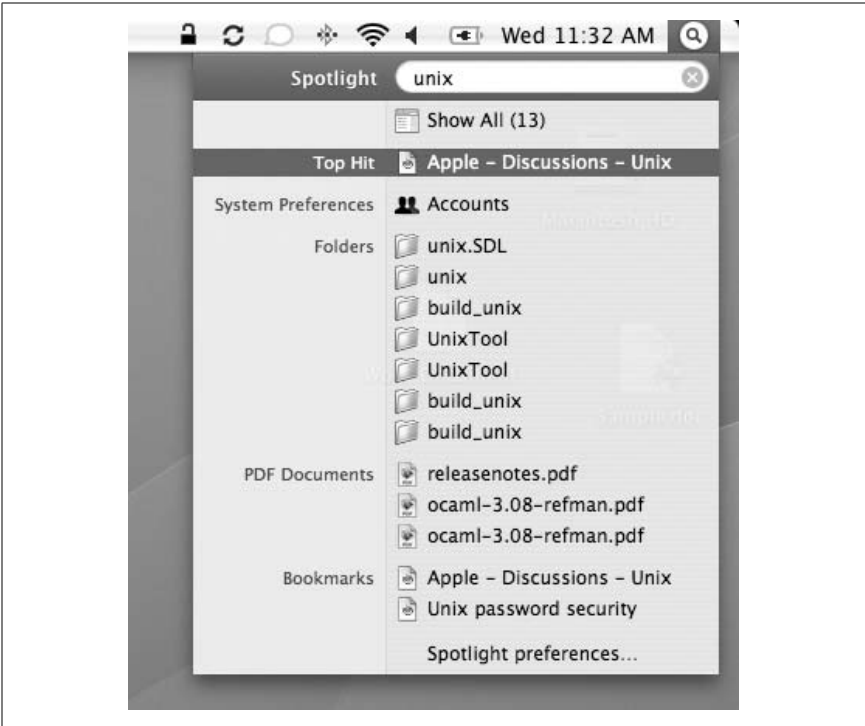 Wed 11:32 AM
Spotlight unix
Show All (13)
Top Hit Apple – Discussions – Unix
System Preferences Accounts
Folders unix.SDL
unix
build_unix
UnixTool
UnixTool
build_unix
build_unix
PDF Documents releasenotes.pdf
ocaml-3.08-refman.pdf
ocaml-3.08-refman.pdf
Bookmarks Apple – Discussions – Unix
Unix password security
Spotlight preferences...